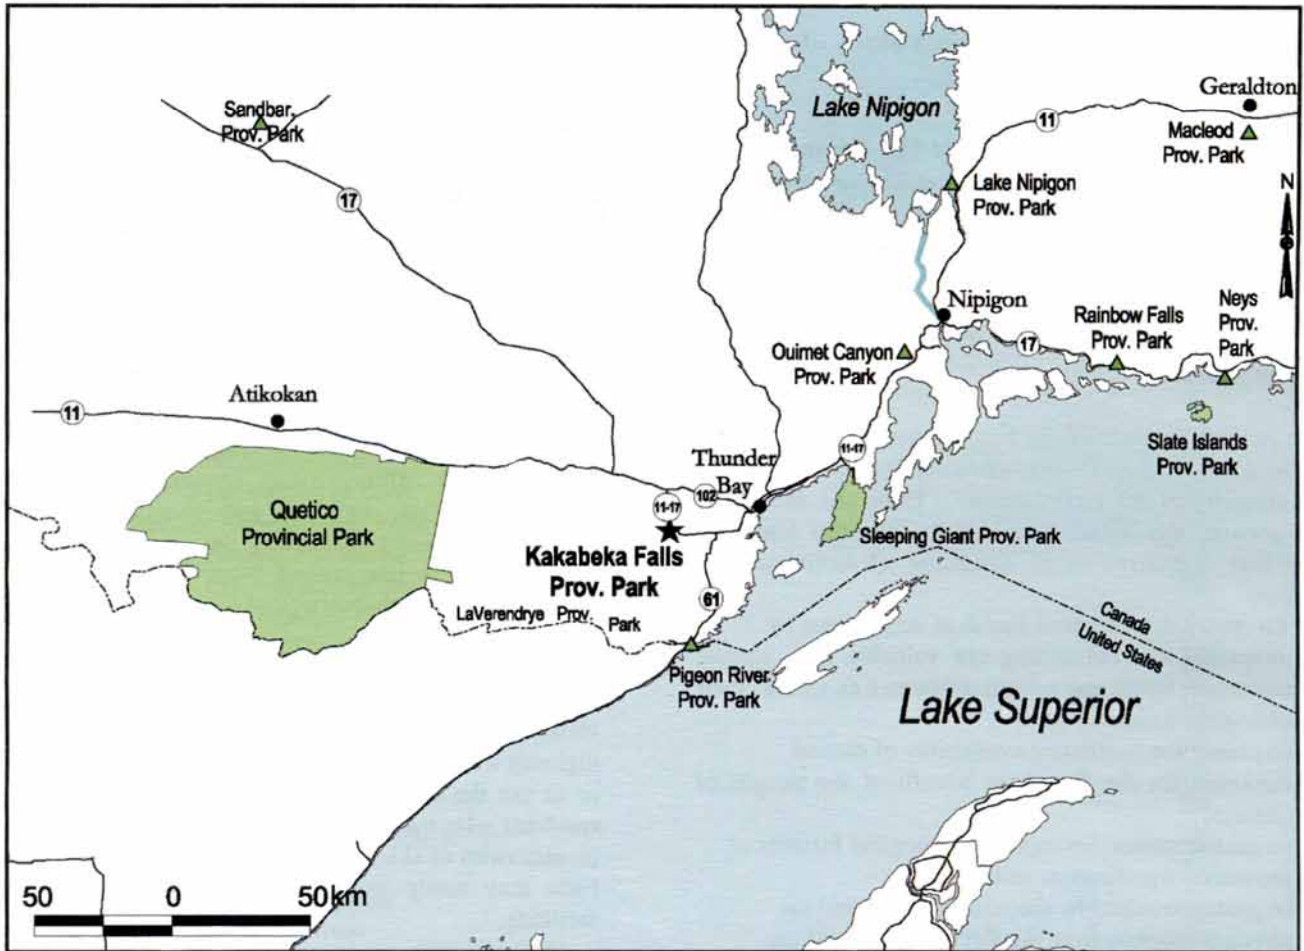 Geraldton
Sandbar.
Prov. Park
Lake Nipigon
11
Macleod
Prov. Park
Lake Nipigon
Prov. Park
N
17
Nipigon
Neys
Prov.
Park
Rainbow Falls
Prov. Park
17
Ouimet Canyon
Prov. Park
Atikokan
11
Slate Islands
Prov. Park
11-17
Thunder
Bay
102
11-17
Quetico
Provincial Park
Sleeping Giant Prov. Park
Kakabeka Falls
Prov. Park
61
LaVerendrye Prov. Park
Canada
United States
Pigeon River
Prov. Park
Lake Superior
50 0 50km